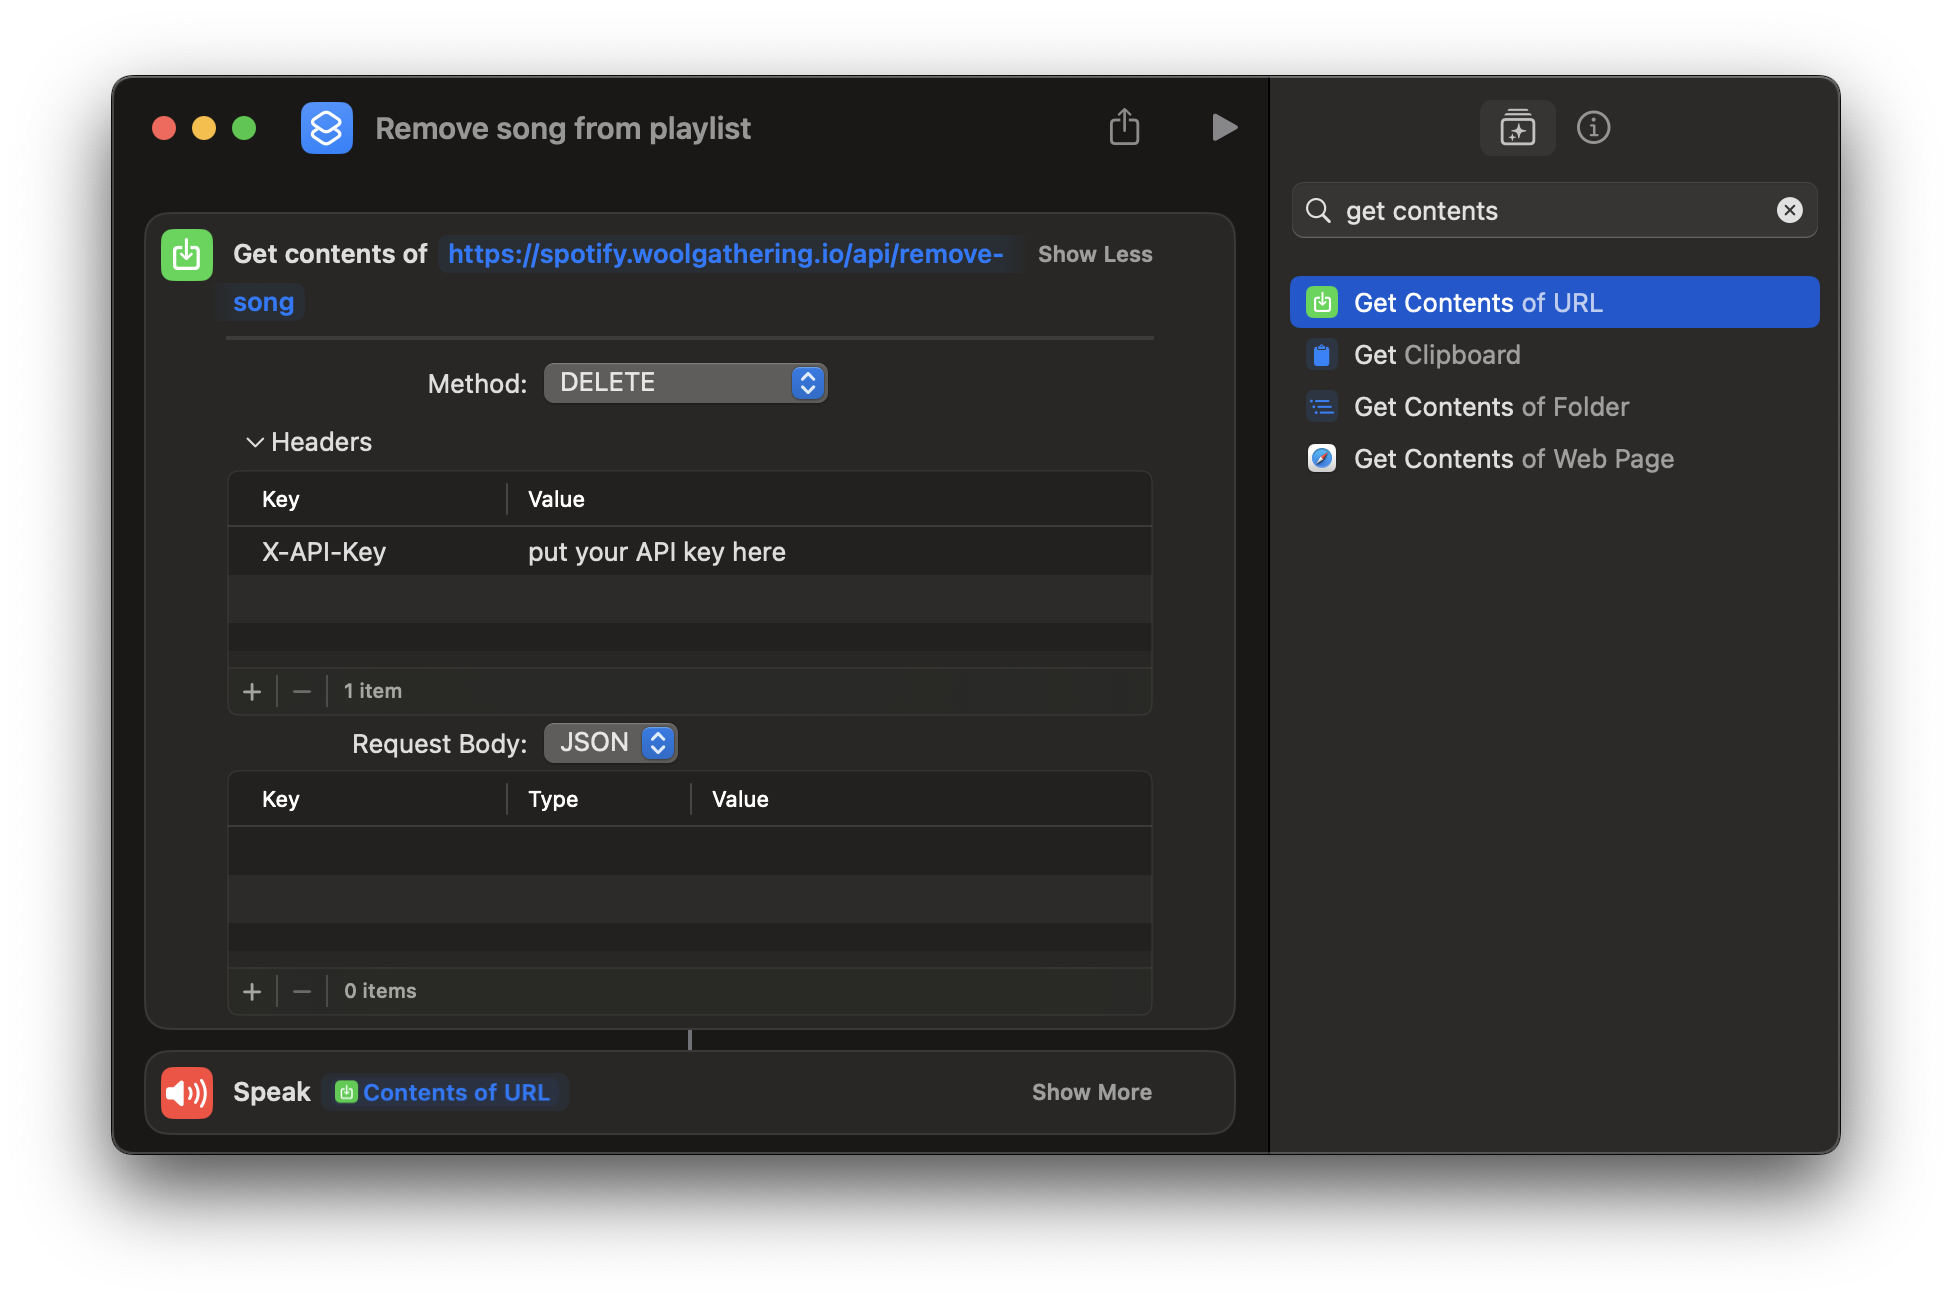 Remove song from playlist
Get contents of https://spotify.woolgathering.io/api/remove- Show Less
song
Method: DELETE
Headers
Key Value
X-API-Key put your API key here
+ − 1 item
Request Body: JSON
Key Type Value
+ − 0 items
Speak Contents of URL Show More
get contents
Get Contents of URL
Get Clipboard
Get Contents of Folder
Get Contents of Web Page